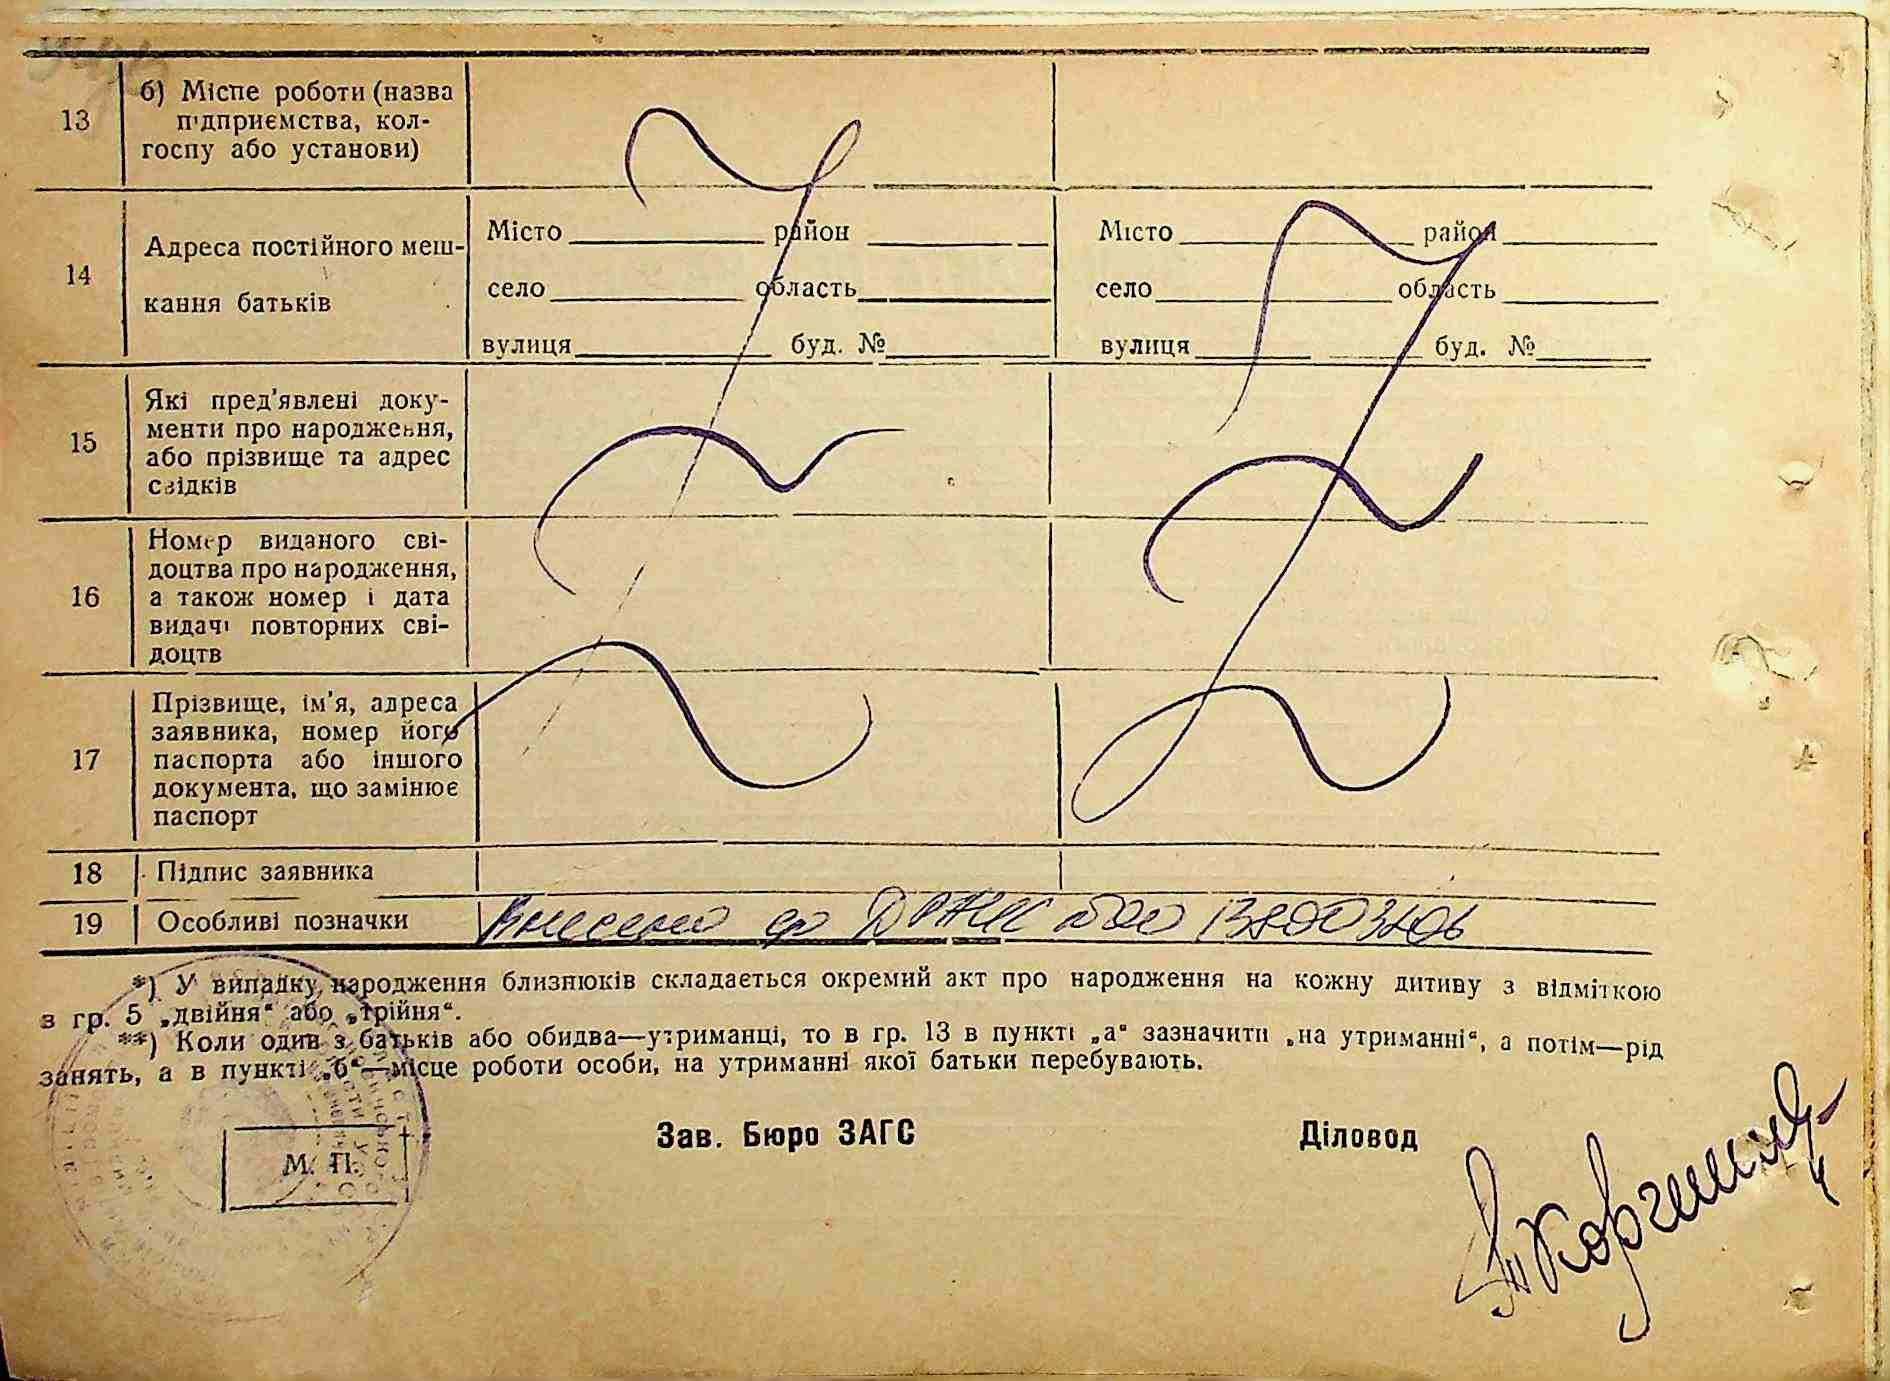 13
б) Місце роботи (назва
підприємства, кол-
госпу або установи)
14
Адреса постійного меш-
кання батьків
Місто район
село область
вулиця буд. №
Місто район
село область
вулиця буд. №
15
Які пред’явлені доку-
менти про народження,
або прізвище та адрес
свідків
16
Номер виданого сві-
доцтва про народження,
а також номер і дата
видачі повторних сві-
доцтв
17
Прізвище, ім’я, адреса
заявника, номер його
паспорта або іншого
документа, що замінює
паспорт
18 Підпис заявника
19 Особливі позначки Внесено до ДРАЦС
*) У випадку народження близнюків складається окремий акт про народження на кожну дитину з відміткою
з гр. 5 „двійня“ або „трійня“.
**) Коли один з батьків або обидва—утриманці, то в гр. 13 в пункті „а“ зазначити „на утриманні“, а потім—рід
занять, а в пункті „б“—місце роботи особи, на утриманні якої батьки перебувають.
Зав. Бюро ЗАГС Діловод
М. П.